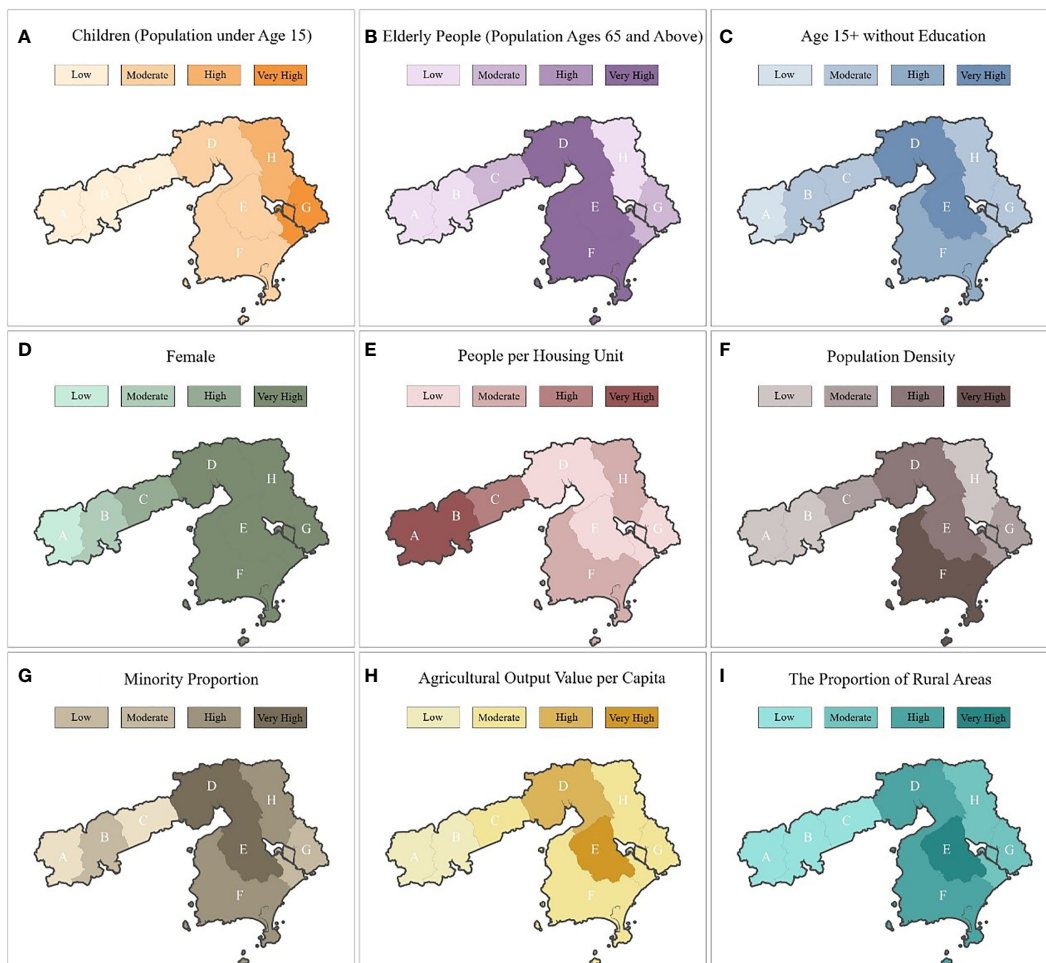 A Children (Population under Age 15)
Low Moderate High Very High
D
H
C
B
A
E
G
F
B Elderly People (Population Ages 65 and Above)
Low Moderate High Very High
D
H
C
B
A
E
G
F
C Age 15+ without Education
Low Moderate High Very High
D
H
C
B
A
E
G
F
D Female
Low Moderate High Very High
D
H
C
B
A
E
G
F
E People per Housing Unit
Low Moderate High Very High
D
H
C
B
A
E
G
F
F Population Density
Low Moderate High Very High
D
H
C
B
A
E
G
F
G Minority Proportion
Low Moderate High Very High
D
H
C
B
A
E
G
F
H Agricultural Output Value per Capita
Low Moderate High Very High
D
H
C
B
A
E
G
F
I The Proportion of Rural Areas
Low Moderate High Very High
D
H
C
B
A
E
G
F